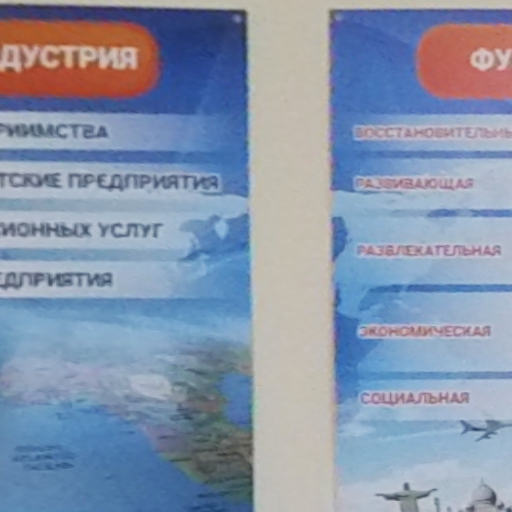 ДУСТРИЯ
РИИМСТВА
ТСКИЕ ПРЕДПРИЯТИЯ
ИОННЫХ УСЛУГ
ЕДПРИЯТИЯ
ФУ
ВОССТАНОВИТЕЛЬН
РАЗВИВАЮЩАЯ
РАЗВЛЕКАТЕЛЬНАЯ
ЭКОНОМИЧЕСКАЯ
СОЦИАЛЬНАЯ